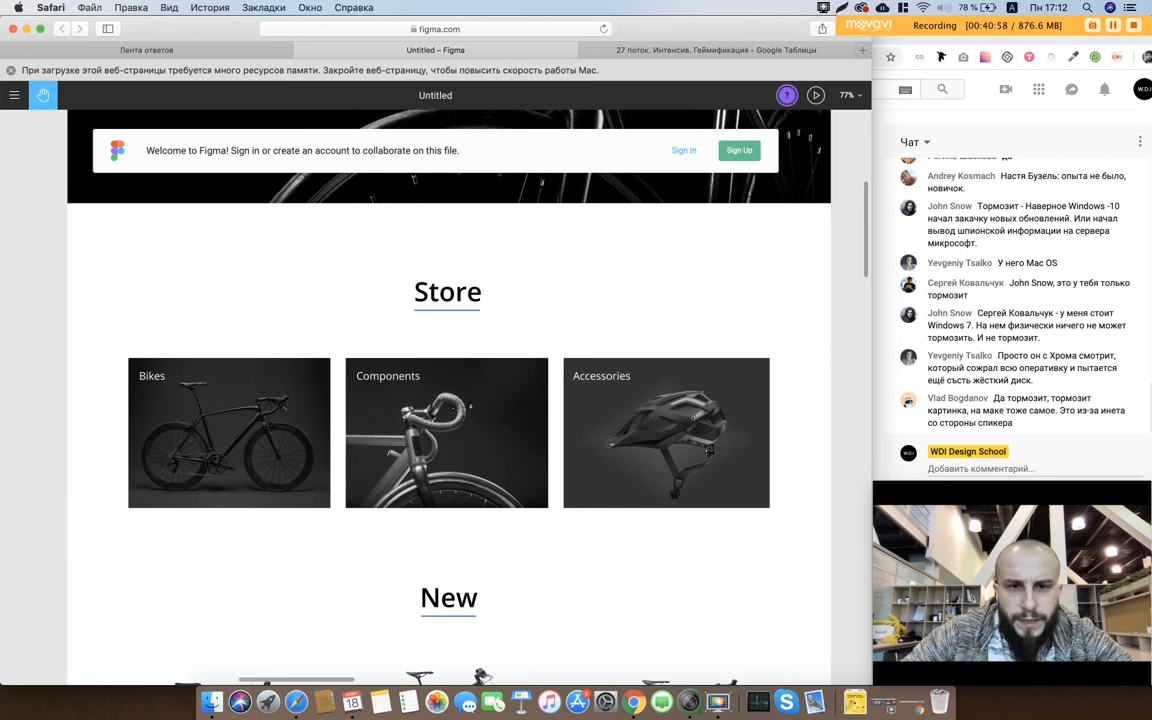 Safari Файл Правка Вид История Закладки Окно Справка
78 % Пн 17:12
movavi Recording (00:40:58 / 876.6 MB)
figma.com
Лента ответов Untitled – Figma 27 поток. Интенсив. Геймификация - Google Таблицы
При загрузке этой веб-страницы требуется много ресурсов памяти. Закройте веб-страницу, чтобы повысить скорость работы Mac.
Untitled ? 77%
Welcome to Figma! Sign in or create an account to collaborate on this file. Sign In Sign Up
Store
Bikes Components Accessories
New
Чат
Andrey Kosmach Настя Бузель: опыта не было,
новичок.
John Snow Тормозит - Наверное Windows -10
начал закачку новых обновлений. Или начал
вывод шпионской информации на сервера
микрософт.
Yevgeniy Tsalko У него Mac OS
Сергей Ковальчук John Snow, это у тебя только
тормозит
John Snow Сергей Ковальчук - у меня стоит
Windows 7. На нем физически ничего не может
тормозить. И не тормозит.
Yevgeniy Tsalko Просто он с Хрома смотрит,
который сожрал всю оперативку и пытается
ещё състь жёсткий диск.
Vlad Bogdanov Да тормозит, тормозит
картинка, на маке тоже самое. Это из-за инета
со стороны спикера
WDI Design School
Добавить комментарий...
18